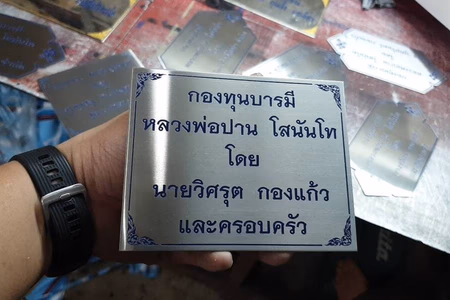 กองทุนบารมี
หลวงพ่อปาน โสนันโท
โดย
นายวิศรุต กองแก้ว
และครอบครัว